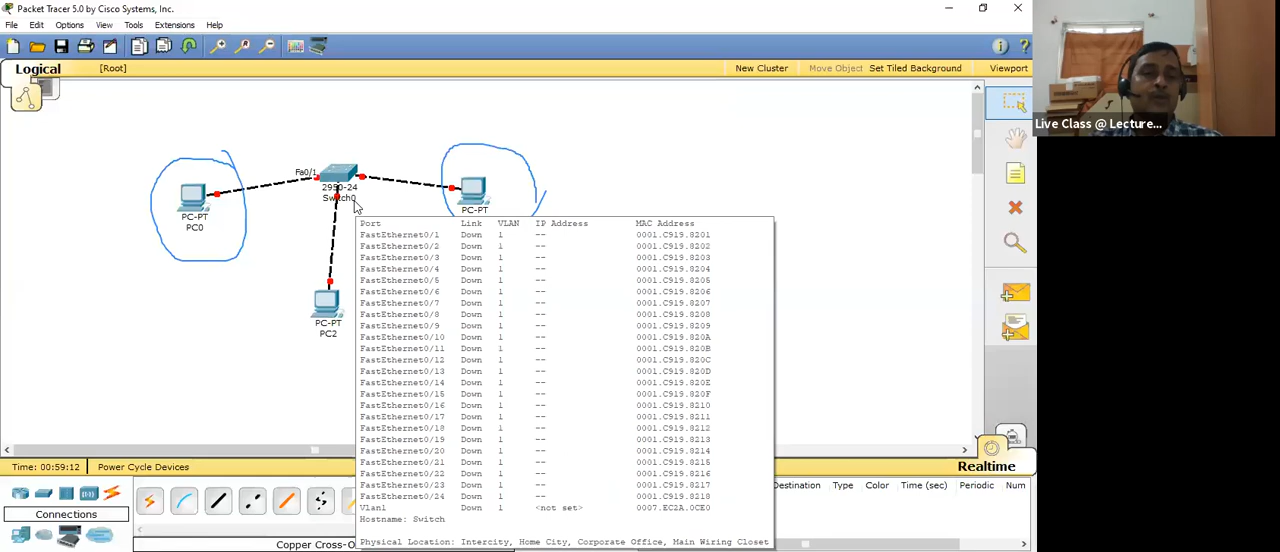 Packet Tracer 5.0 by Cisco Systems, Inc.
File Edit Options View Tools Extensions Help
Logical [Root] New Cluster Move Object Set Tiled Background Viewport
Live Class @ Lecture...
Fa0/1
2950-24
Switch0
PC-PT
PC0
PC-PT
PC-PT
PC2
Port Link VLAN IP Address MAC Address
FastEthernet0/1 Down 1 -- 0001.C919.8201
FastEthernet0/2 Down 1 -- 0001.C919.8202
FastEthernet0/3 Down 1 -- 0001.C919.8203
FastEthernet0/4 Down 1 -- 0001.C919.8204
FastEthernet0/5 Down 1 -- 0001.C919.8205
FastEthernet0/6 Down 1 -- 0001.C919.8206
FastEthernet0/7 Down 1 -- 0001.C919.8207
FastEthernet0/8 Down 1 -- 0001.C919.8208
FastEthernet0/9 Down 1 -- 0001.C919.8209
FastEthernet0/10 Down 1 -- 0001.C919.820A
FastEthernet0/11 Down 1 -- 0001.C919.820B
FastEthernet0/12 Down 1 -- 0001.C919.820C
FastEthernet0/13 Down 1 -- 0001.C919.820D
FastEthernet0/14 Down 1 -- 0001.C919.820E
FastEthernet0/15 Down 1 -- 0001.C919.820F
FastEthernet0/16 Down 1 -- 0001.C919.8210
FastEthernet0/17 Down 1 -- 0001.C919.8211
FastEthernet0/18 Down 1 -- 0001.C919.8212
FastEthernet0/19 Down 1 -- 0001.C919.8213
FastEthernet0/20 Down 1 -- 0001.C919.8214
FastEthernet0/21 Down 1 -- 0001.C919.8215
FastEthernet0/22 Down 1 -- 0001.C919.8216
FastEthernet0/23 Down 1 -- 0001.C919.8217
FastEthernet0/24 Down 1 -- 0001.C919.8218
Vlan1 Down 1 <not set> 0007.EC2A.0CE0
Hostname: Switch
Physical Location: Intercity, Home City, Corporate Office, Main Wiring Closet
Time: 00:59:12 Power Cycle Devices Realtime
Destination Type Color Time (sec) Periodic Num
Connections
Copper Cross-O